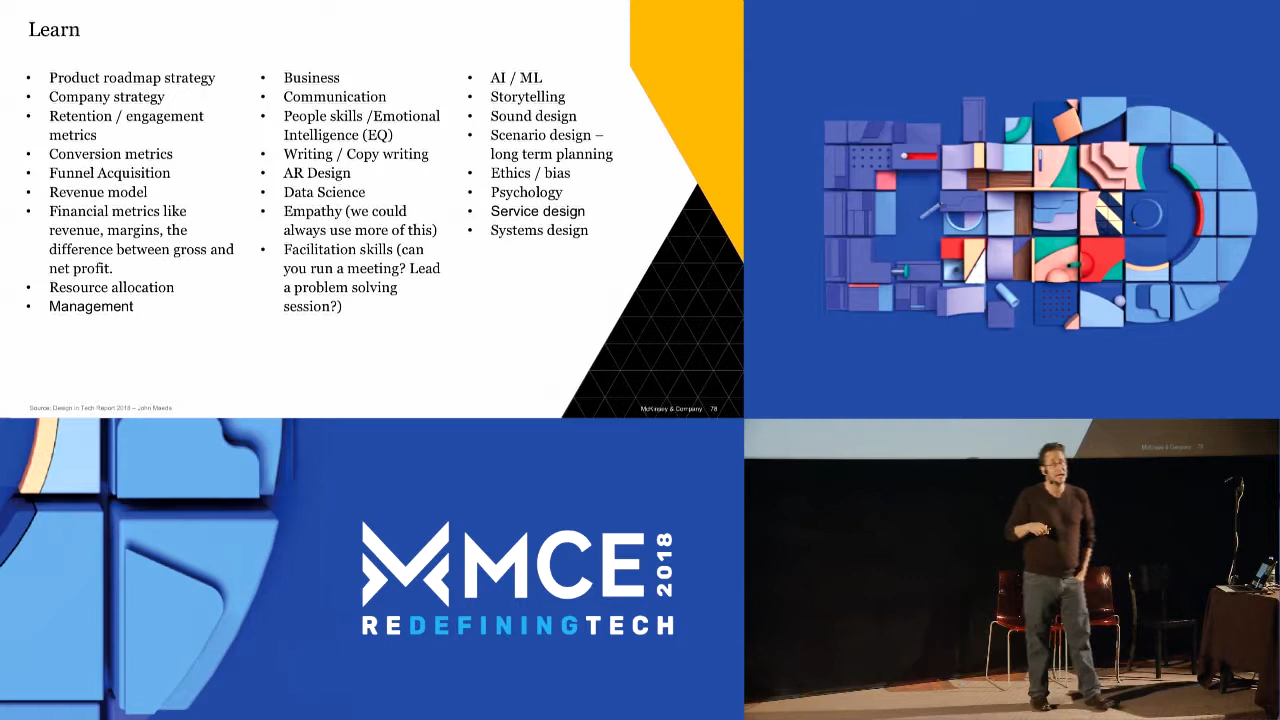 Learn
• Product roadmap strategy
• Company strategy
• Retention / engagement
metrics
• Conversion metrics
• Funnel Acquisition
• Revenue model
• Financial metrics like
revenue, margins, the
difference between gross and
net profit.
• Resource allocation
• Management
• Business
• Communication
• People skills /Emotional
Intelligence (EQ)
• Writing / Copy writing
• AR Design
• Data Science
• Empathy (we could
always use more of this)
• Facilitation skills (can
you run a meeting? Lead
a problem solving
session?)
• AI / ML
• Storytelling
• Sound design
• Scenario design –
long term planning
• Ethics / bias
• Psychology
• Service design
• Systems design
Source: Design in Tech Report 2018 – John Maeda
McKinsey & Company 78
MCE
2018
REDEFININGTECH
McKinsey & Company 78